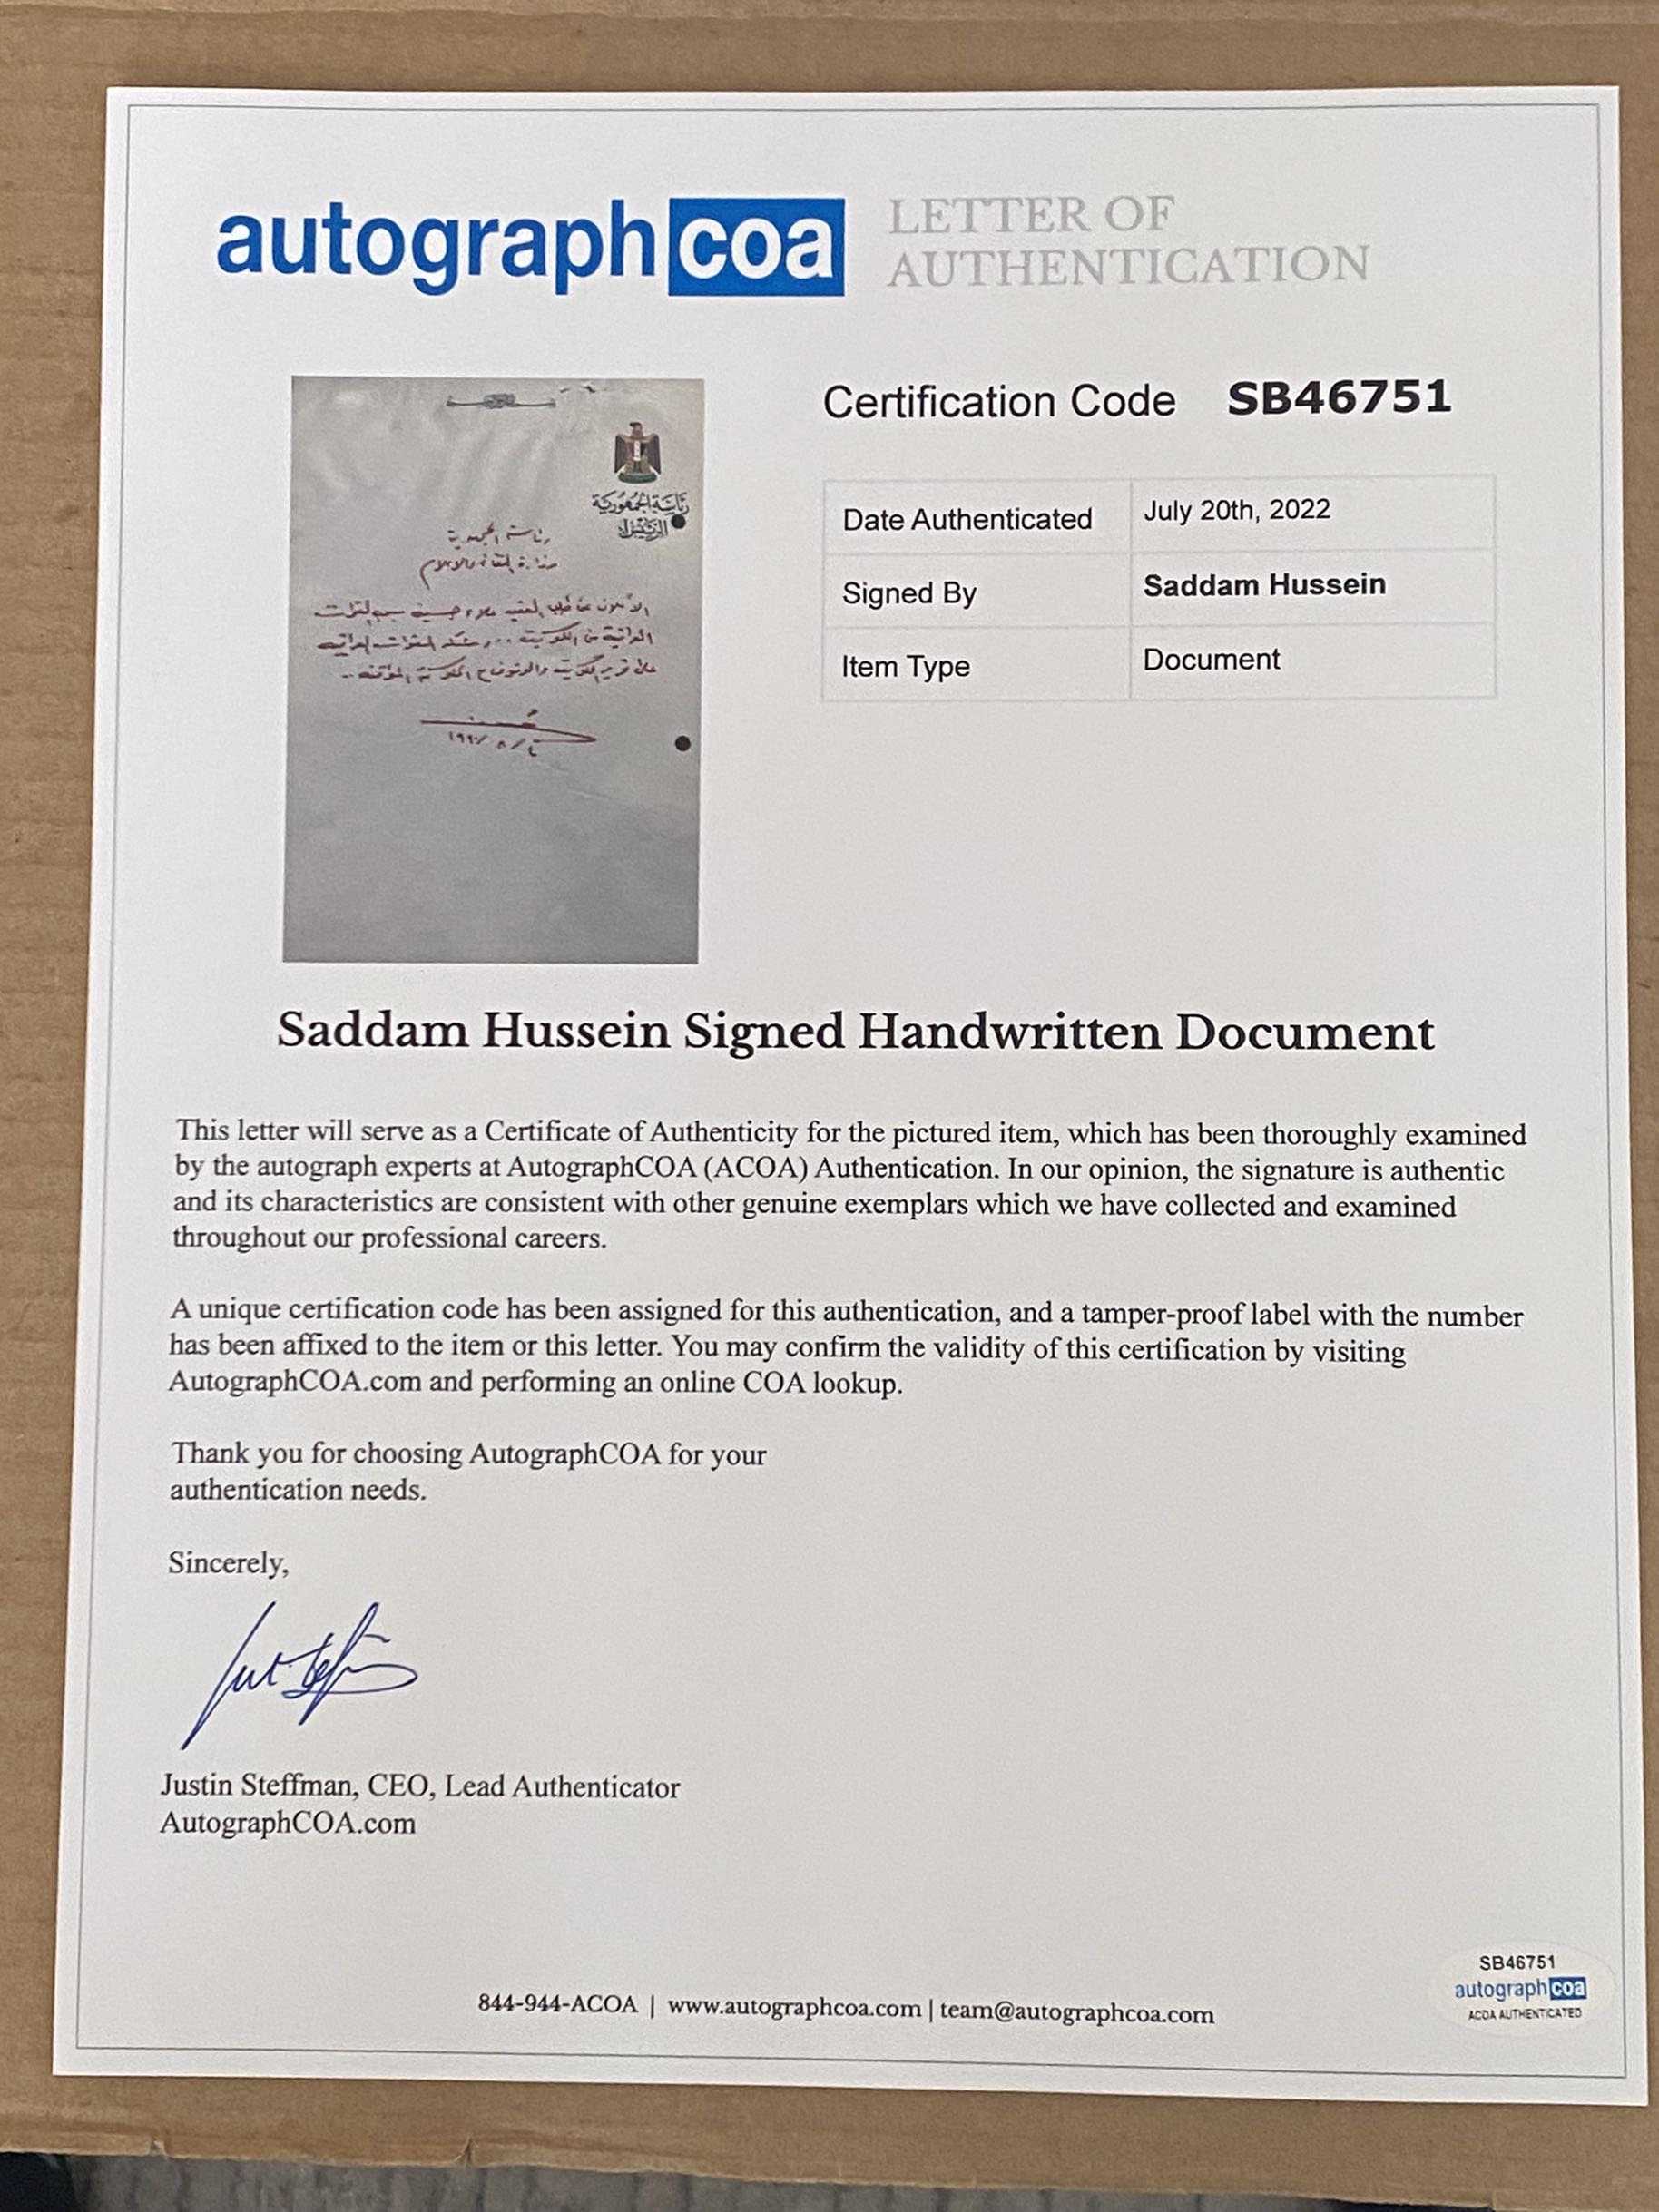 autographcoa LETTER OF
AUTHENTICATION
رئاسة الجمهورية
الرئيس
Certification Code SB46751
Date Authenticated July 20th, 2022
Signed By Saddam Hussein
Item Type Document
Saddam Hussein Signed Handwritten Document
This letter will serve as a Certificate of Authenticity for the pictured item, which has been thoroughly examined
by the autograph experts at AutographCOA (ACOA) Authentication. In our opinion, the signature is authentic
and its characteristics are consistent with other genuine exemplars which we have collected and examined
throughout our professional careers.
A unique certification code has been assigned for this authentication, and a tamper-proof label with the number
has been affixed to the item or this letter. You may confirm the validity of this certification by visiting
AutographCOA.com and performing an online COA lookup.
Thank you for choosing AutographCOA for your
authentication needs.
Sincerely,
Justin Steffman, CEO, Lead Authenticator
AutographCOA.com
844-944-ACOA | www.autographcoa.com | team@autographcoa.com
SB46751
autographcoa
ACOA AUTHENTICATED